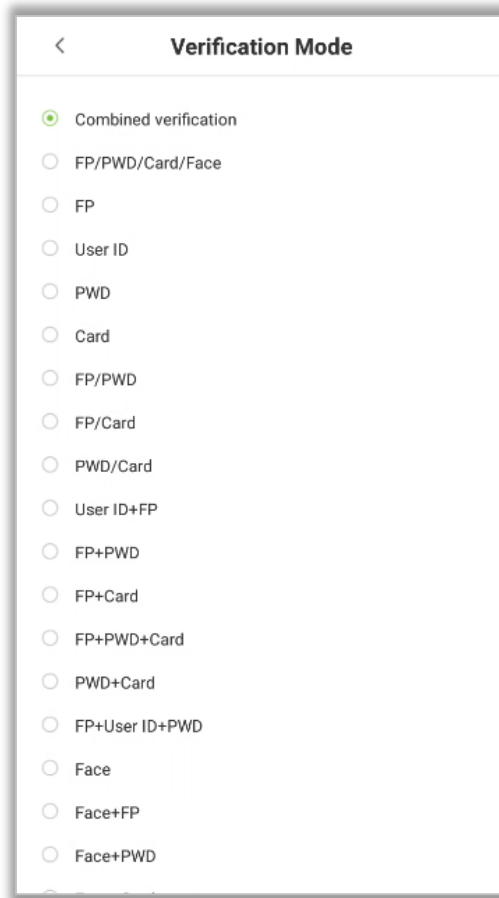 Verification Mode
Combined verification
FP/PWD/Card/Face
FP
User ID
PWD
Card
FP/PWD
FP/Card
PWD/Card
User ID+FP
FP+PWD
FP+Card
FP+PWD+Card
PWD+Card
FP+User ID+PWD
Face
Face+FP
Face+PWD